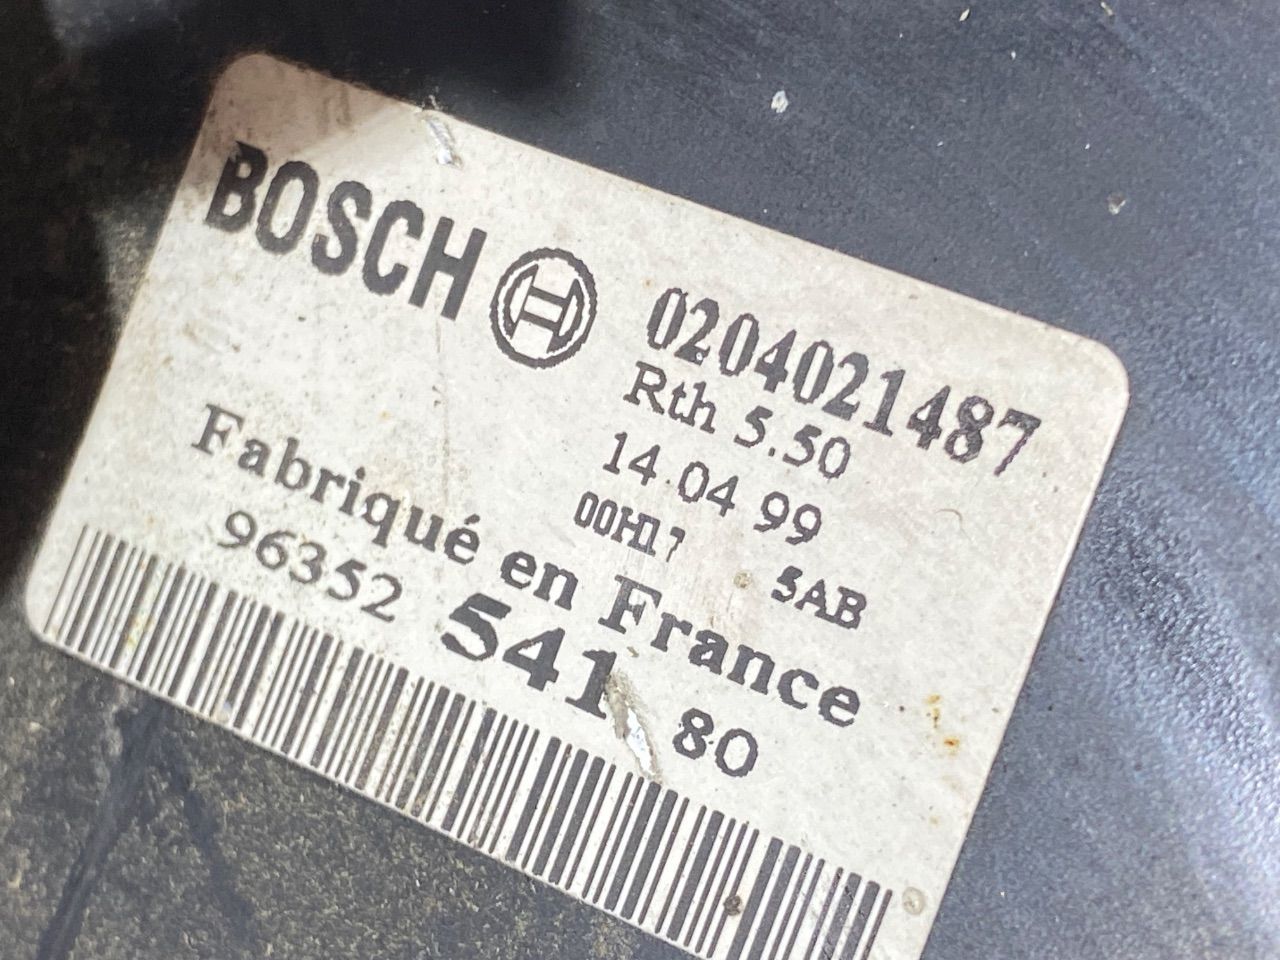 BOSCH 0204021487
Rth 5.50
14.04 99
00H17 5AB
Fabriqué en France
96352 541 80